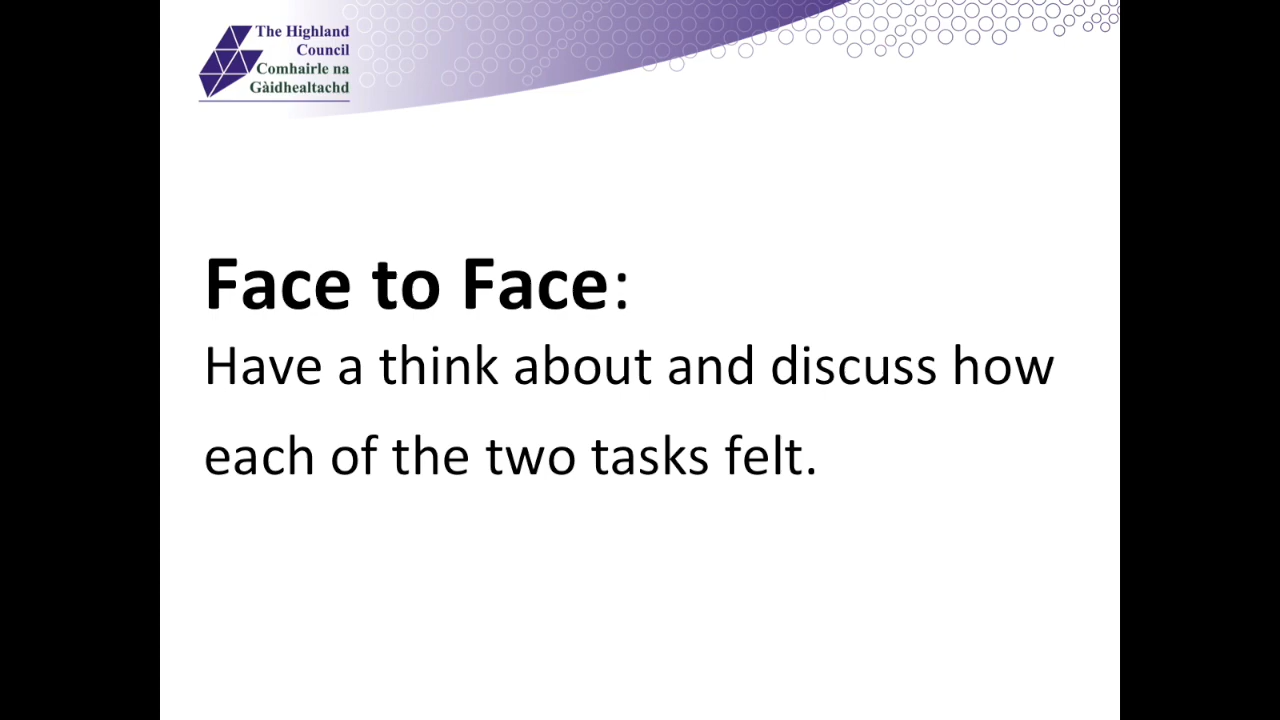 The Highland
Council
Comhairle na
Gàidhealtachd
Face to Face:
Have a think about and discuss how
each of the two tasks felt.